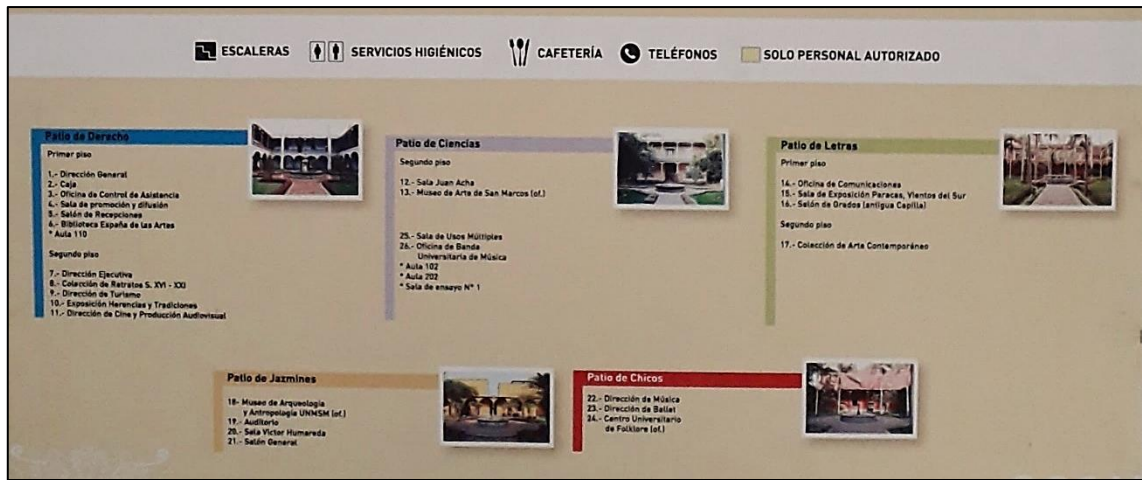 ESCALERAS
SERVICIOS HIGIÉNICOS
CAFETERÍA
TELÉFONOS
SOLO PERSONAL AUTORIZADO
Patio de Derecho
Primer piso
1.- Dirección General
2.- Caja
3.- Oficina de Control de Asistencia
4.- Sala de promoción y difusión
5.- Salón de Recepciones
6.- Biblioteca España de las Artes
* Aula 110
Segundo piso
7.- Dirección Ejecutiva
8.- Colección de Retratos S. XVI - XXI
9.- Dirección de Turismo
10.- Exposición Herencias y Tradiciones
11.- Dirección de Cine y Producción Audiovisual
Patio de Ciencias
Segundo piso
12.- Sala Juan Acha
13.- Museo de Arte de San Marcos (of.)
25.- Sala de Usos Múltiples
26.- Oficina de Banda
Universitaria de Música
* Aula 102
* Aula 202
* Sala de ensayo N° 1
Patio de Letras
Primer piso
14.- Oficina de Comunicaciones
15.- Sala de Exposición Paracas, Vientos del Sur
16.- Salón de Grados (antigua Capilla)
Segundo piso
17.- Colección de Arte Contemporáneo
Patio de Jazmines
18- Museo de Arqueología
y Antropología UNMSM (of.)
19.- Auditorio
20.- Sala Víctor Humareda
21.- Salón General
Patio de Chicos
22.- Dirección de Música
23.- Dirección de Ballet
24.- Centro Universitario
de Folklore (of.)